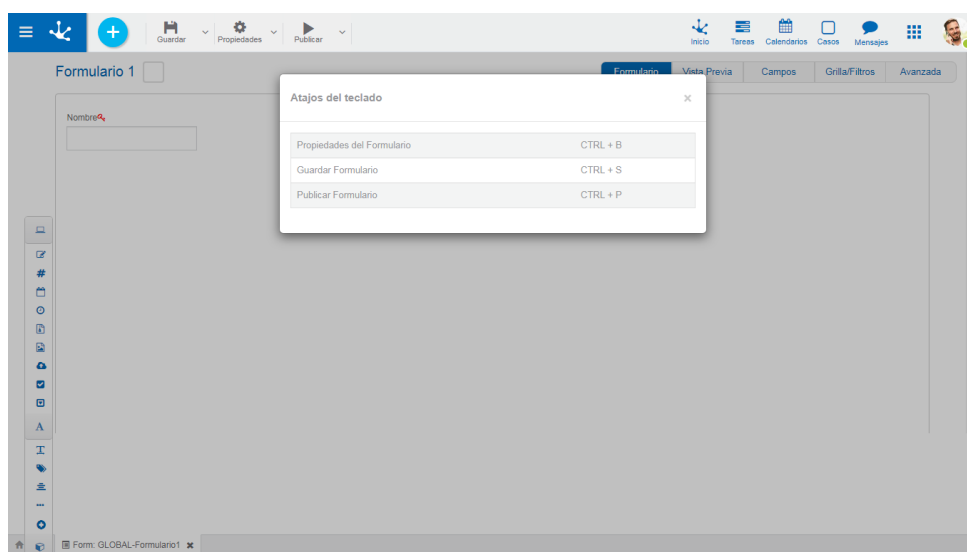 Guardar
Propiedades
Publicar
Inicio
Tareas
Calendarios
Casos
Mensajes
Formulario 1
Formulario
Vista Previa
Campos
Grilla/Filtros
Avanzada
Atajos del teclado ×
Nombre
Propiedades del Formulario CTRL + B
Guardar Formulario CTRL + S
Publicar Formulario CTRL + P
Form: GLOBAL-Formulario1